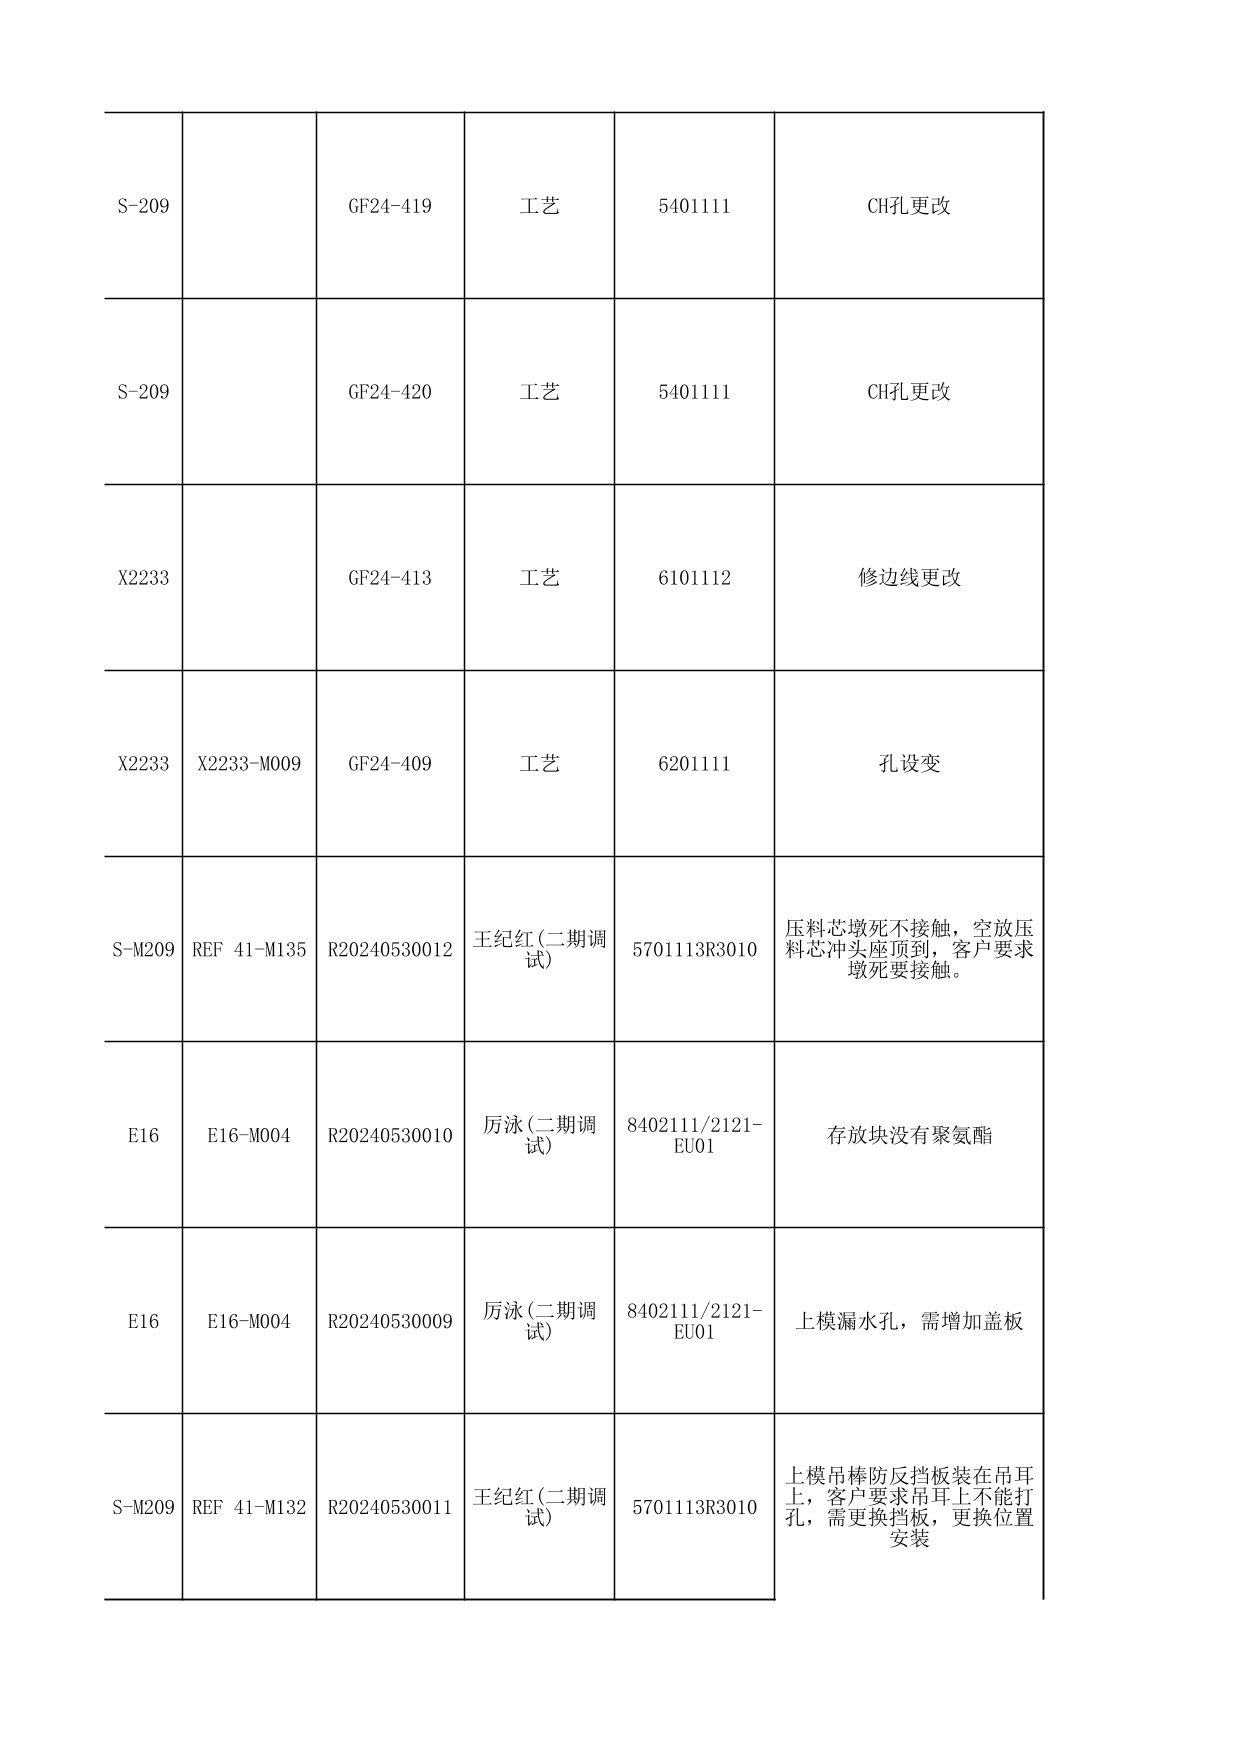 S-209 GF24-419 工艺 5401111 CH孔更改
S-209 GF24-420 工艺 5401111 CH孔更改
X2233 GF24-413 工艺 6101112 修边线更改
X2233 X2233-M009 GF24-409 工艺 6201111 孔设变
S-M209 REF 41-M135 R20240530012
王纪红(二期调
试)
5701113R3010
压料芯墩死不接触，空放压
料芯冲头座顶到，客户要求
墩死要接触。
E16 E16-M004 R20240530010
厉泳(二期调
试)
8402111/2121-
EU01
存放块没有聚氨酯
E16 E16-M004 R20240530009
厉泳(二期调
试)
8402111/2121-
EU01
上模漏水孔，需增加盖板
S-M209 REF 41-M132 R20240530011
王纪红(二期调
试)
5701113R3010
上模吊棒防反挡板装在吊耳
上，客户要求吊耳上不能打
孔，需更换挡板，更换位置
安装